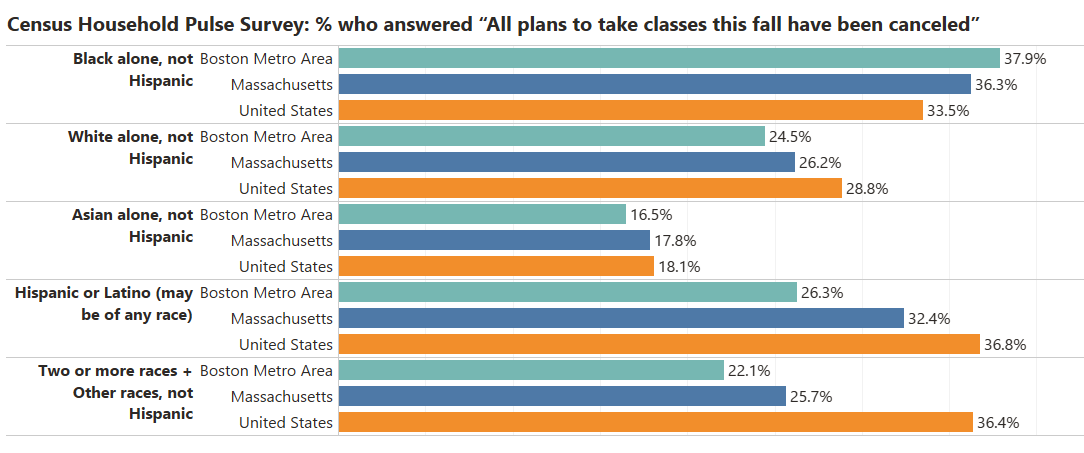 Census Household Pulse Survey: % who answered “All plans to take classes this fall have been canceled”
Black alone, not Hispanic
Boston Metro Area 37.9%
Massachusetts 36.3%
United States 33.5%
White alone, not Hispanic
Boston Metro Area 24.5%
Massachusetts 26.2%
United States 28.8%
Asian alone, not Hispanic
Boston Metro Area 16.5%
Massachusetts 17.8%
United States 18.1%
Hispanic or Latino (may be of any race)
Boston Metro Area 26.3%
Massachusetts 32.4%
United States 36.8%
Two or more races + Other races, not Hispanic
Boston Metro Area 22.1%
Massachusetts 25.7%
United States 36.4%